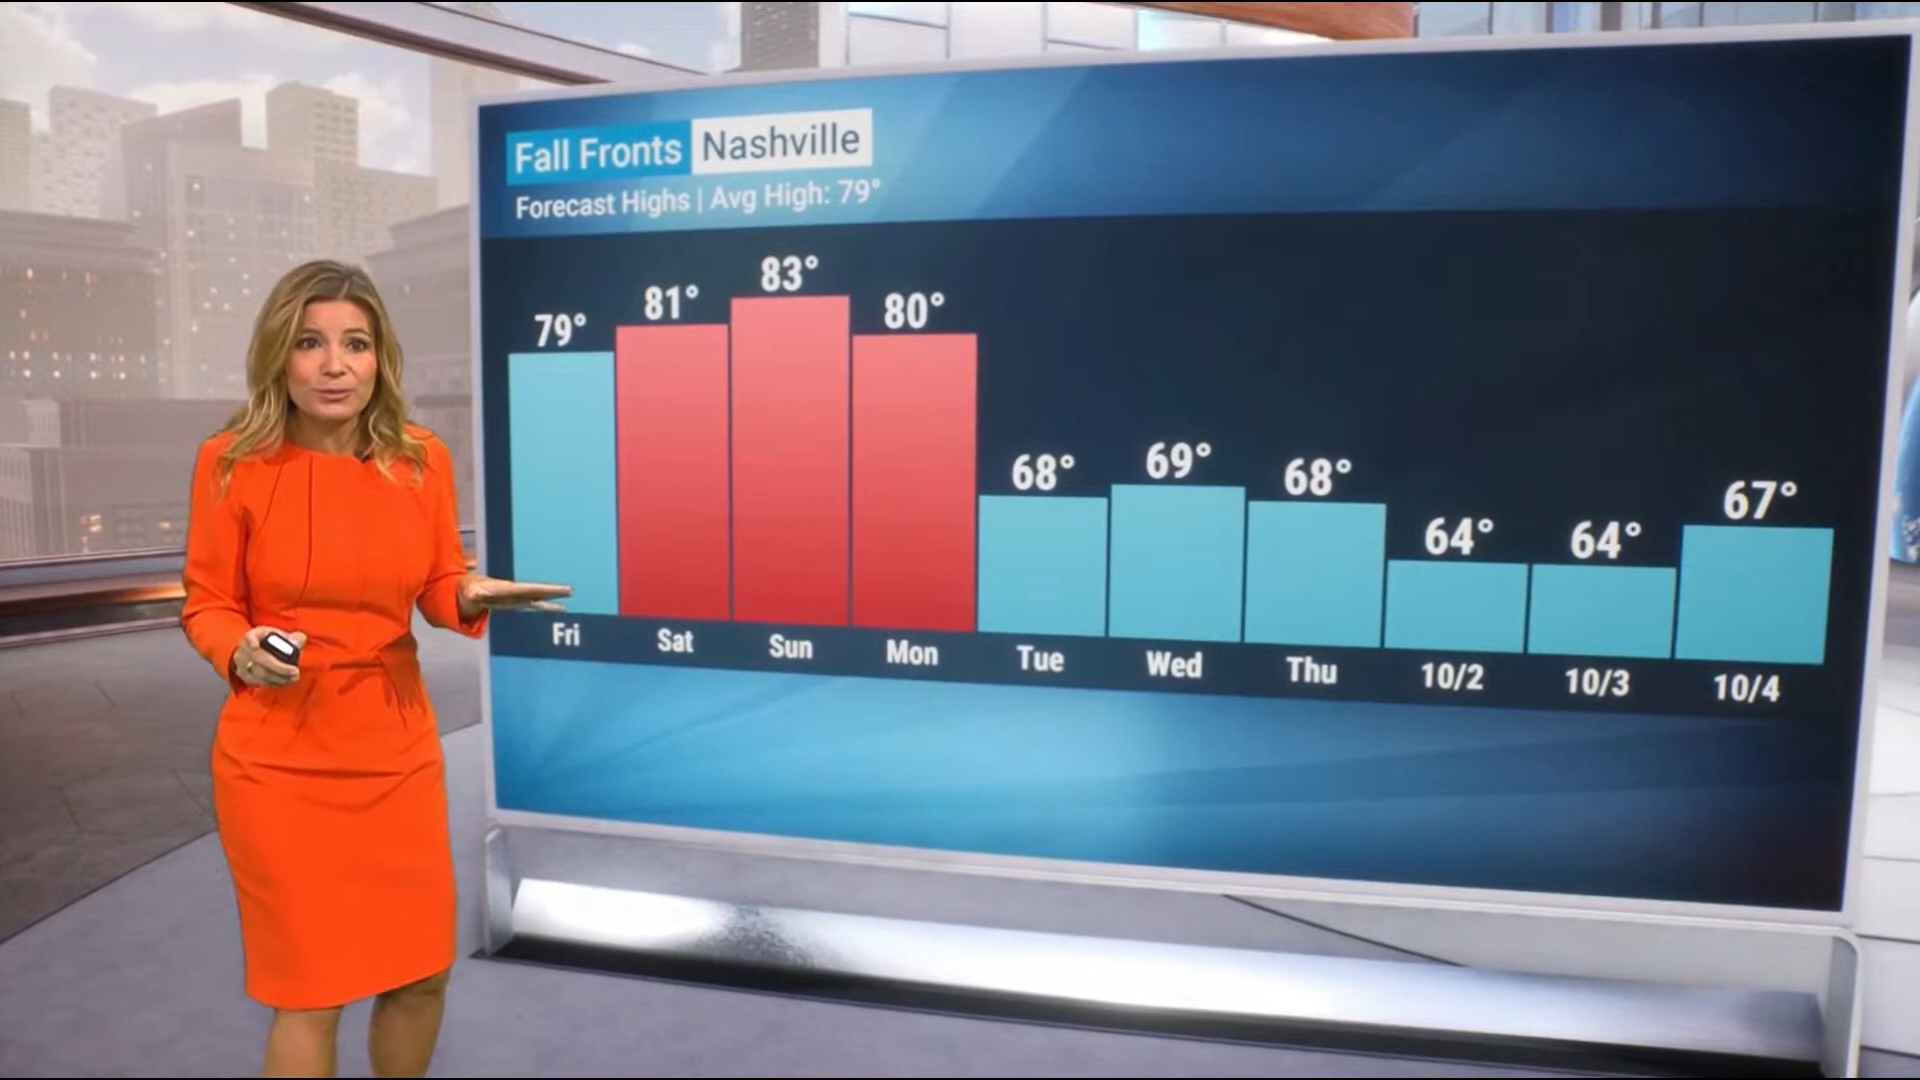 Fall Fronts Nashville
Forecast Highs | Avg High: 79°
79° 81° 83° 80° 68° 69° 68° 64° 64° 67°
Fri Sat Sun Mon Tue Wed Thu 10/2 10/3 10/4